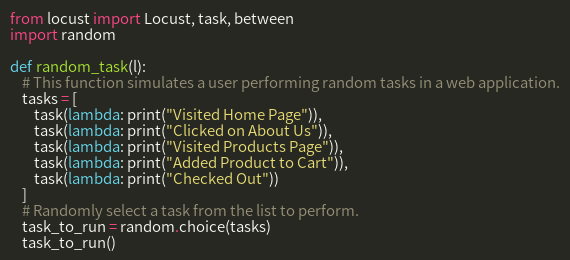 from locust import Locust, task, between
import random

def random_task(l):
    # This function simulates a user performing random tasks in a web application.
    tasks = [
        task(lambda: print("Visited Home Page")),
        task(lambda: print("Clicked on About Us")),
        task(lambda: print("Visited Products Page")),
        task(lambda: print("Added Product to Cart")),
        task(lambda: print("Checked Out"))
    ]
    # Randomly select a task from the list to perform.
    task_to_run = random.choice(tasks)
    task_to_run()